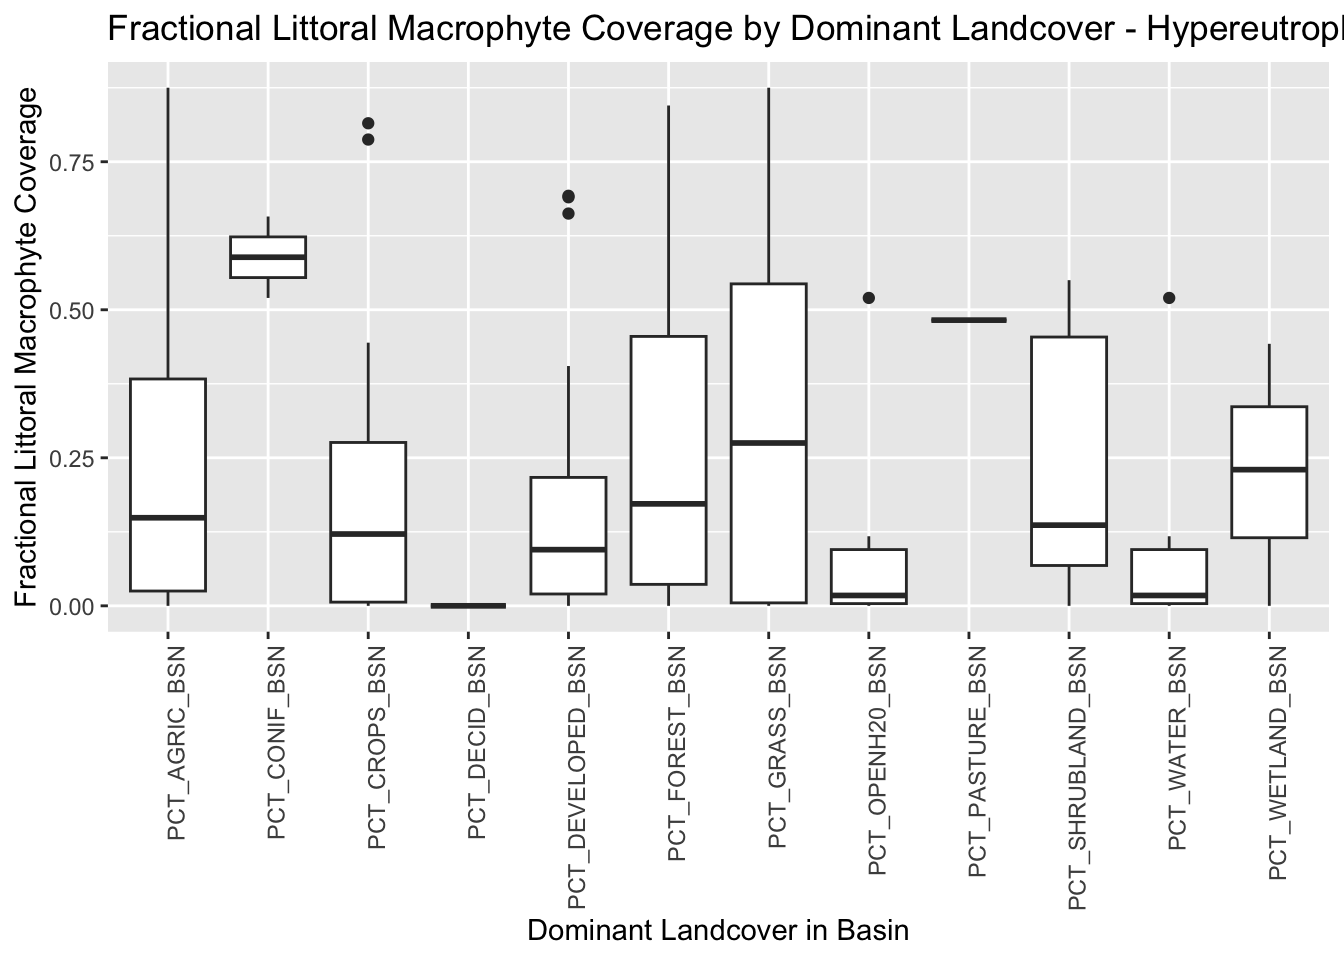 Fractional Littoral Macrophyte Coverage by Dominant Landcover - Hypereutroph
Fractional Littoral Macrophyte Coverage
0.75
0.50
0.25
0.00
PCT_AGRIC_BSN
PCT_CONIF_BSN
PCT_CROPS_BSN
PCT_DECID_BSN
PCT_DEVELOPED_BSN
PCT_FOREST_BSN
PCT_GRASS_BSN
PCT_OPENH20_BSN
PCT_PASTURE_BSN
PCT_SHRUBLAND_BSN
PCT_WATER_BSN
PCT_WETLAND_BSN
Dominant Landcover in Basin